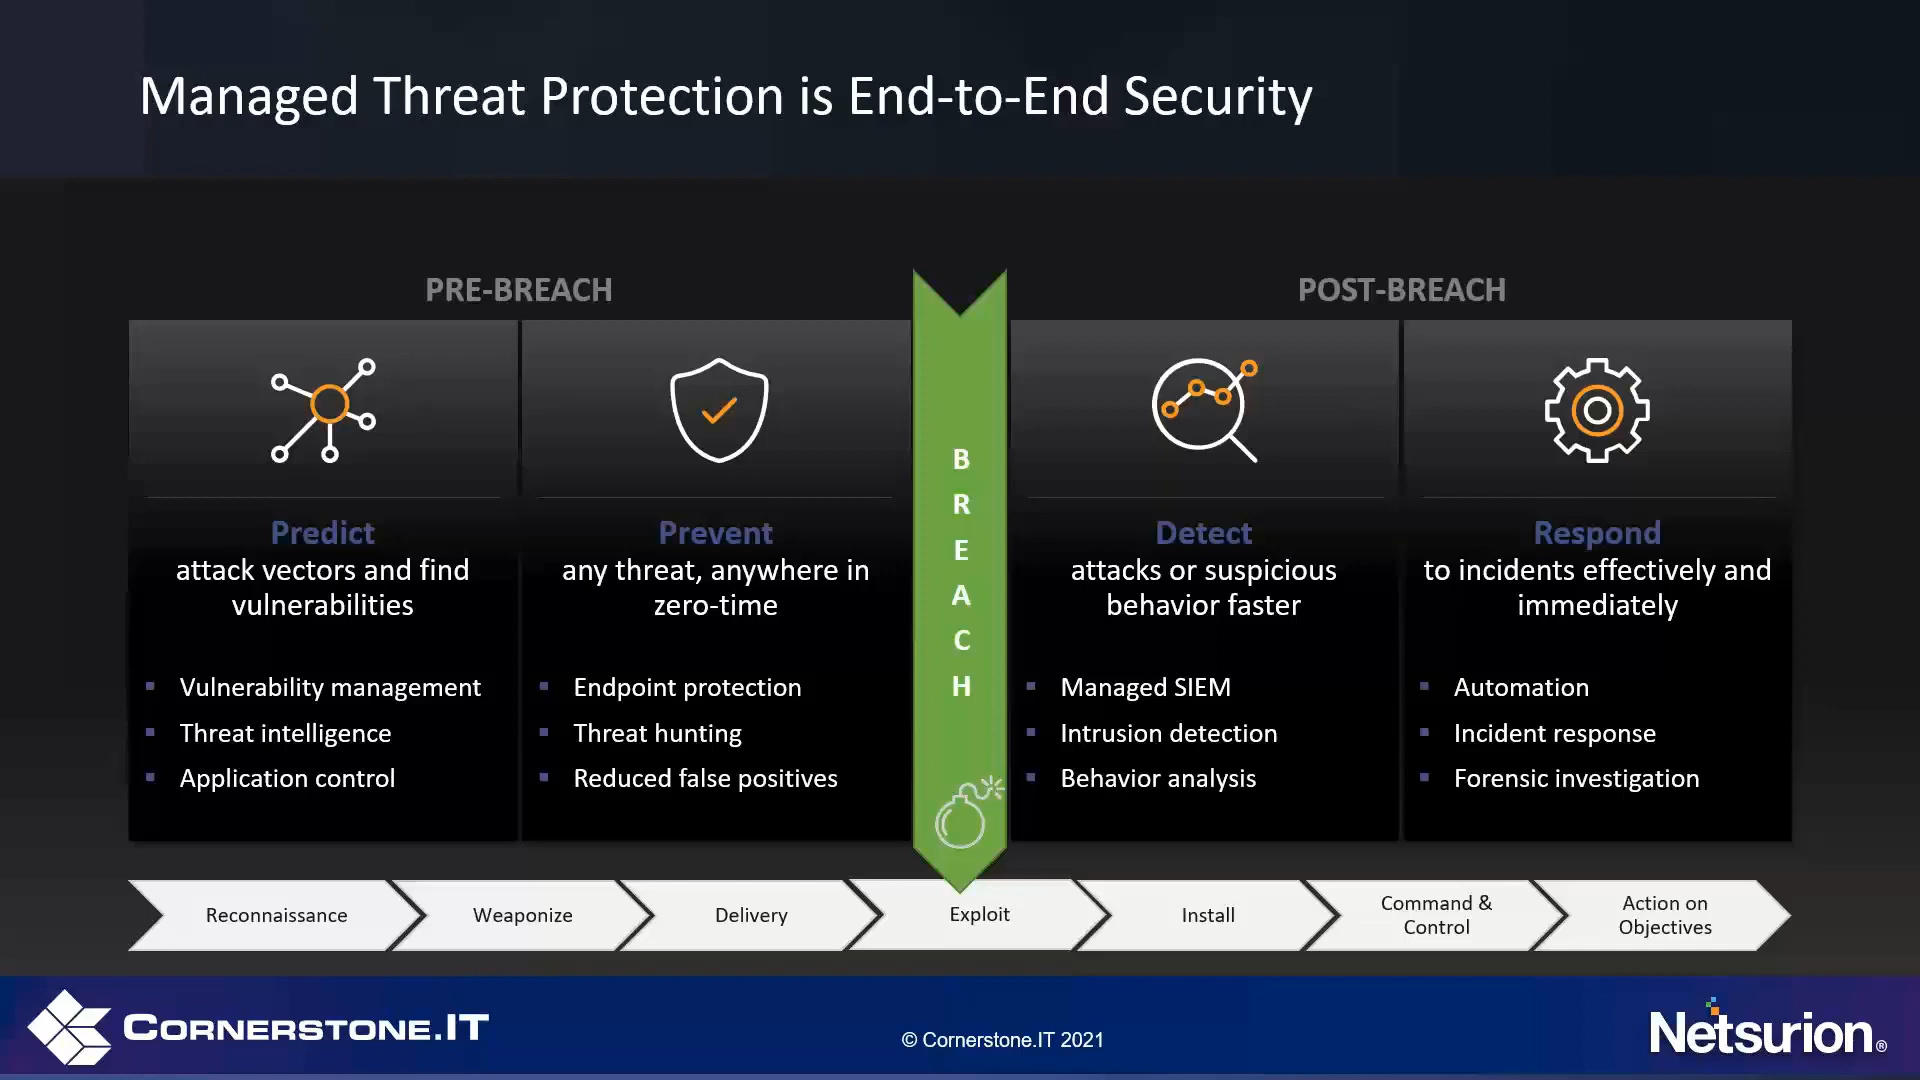 Managed Threat Protection is End-to-End Security
PRE-BREACH
POST-BREACH
Predict
attack vectors and find
vulnerabilities
Vulnerability management
Threat intelligence
Application control
Prevent
any threat, anywhere in
zero-time
Endpoint protection
Threat hunting
Reduced false positives
B
R
E
A
C
H
Detect
attacks or suspicious
behavior faster
Managed SIEM
Intrusion detection
Behavior analysis
Respond
to incidents effectively and
immediately
Automation
Incident response
Forensic investigation
Reconnaissance
Weaponize
Delivery
Exploit
Install
Command &
Control
Action on
Objectives
CORNERSTONE.IT
© Cornerstone.IT 2021
Netsurion®